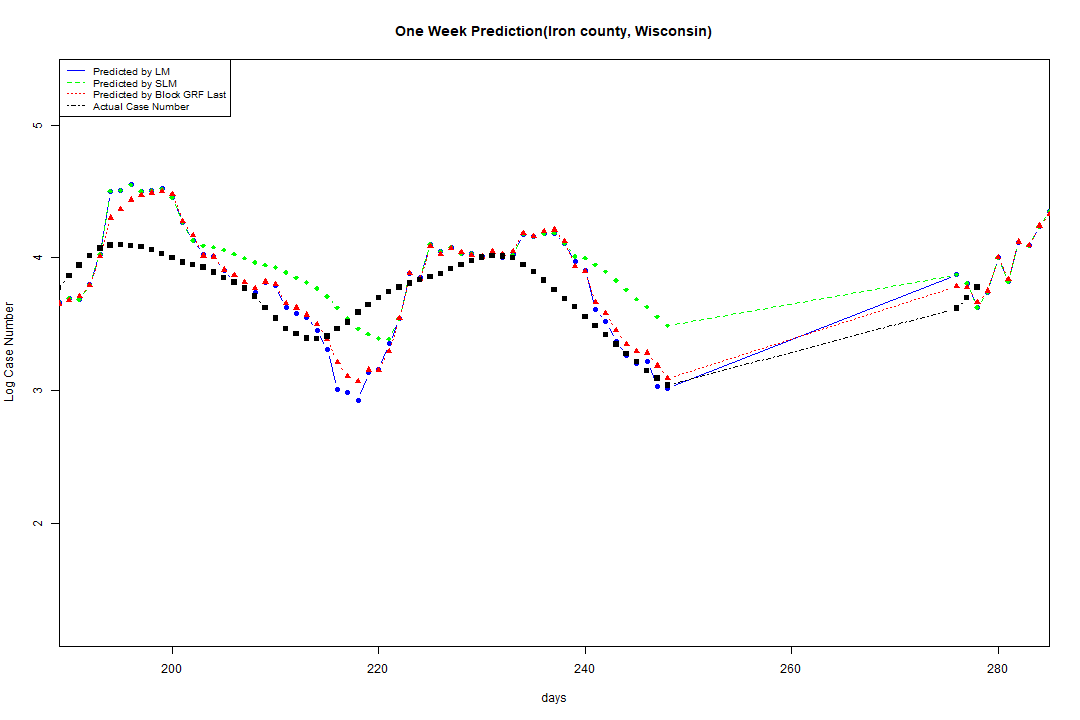 One Week Prediction(Iron county, Wisconsin)
Predicted by LM
Predicted by SLM
Predicted by Block GRF Last
Actual Case Number
5
4
3
2
Log Case Number
200
220
240
260
280
days